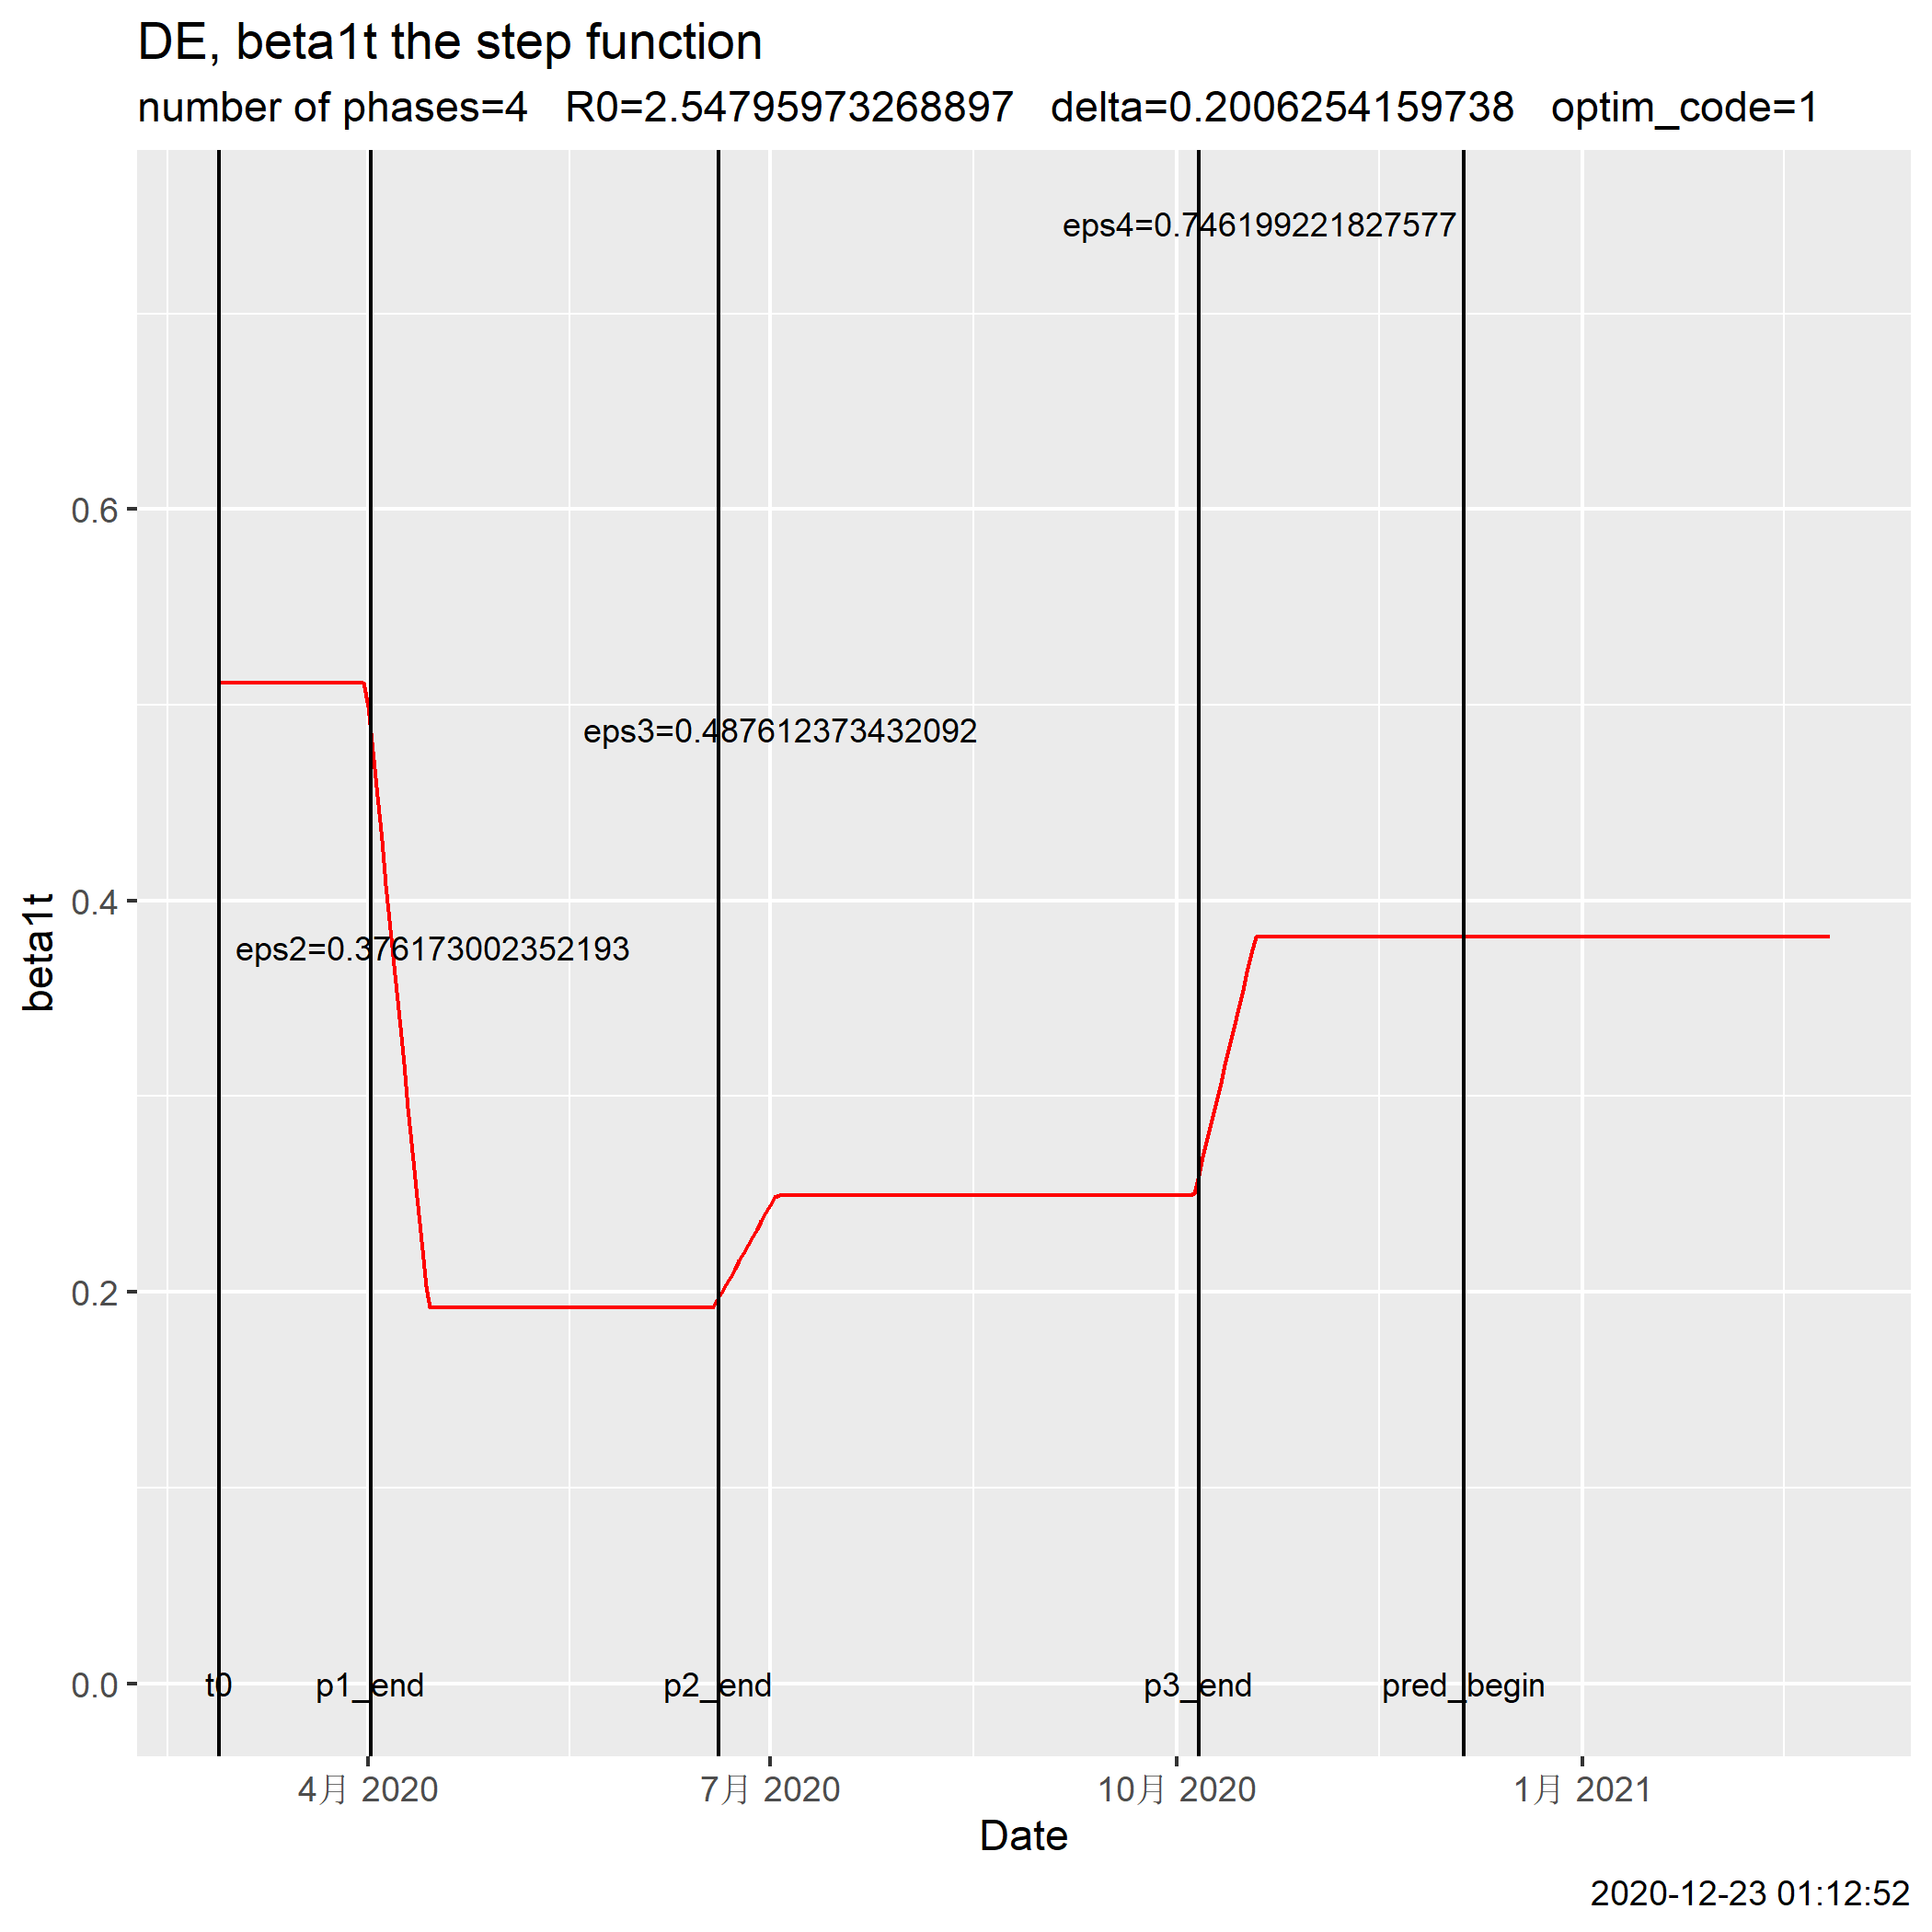 DE, beta1t the step function
number of phases=4 R0=2.54795973268897 delta=0.2006254159738 optim_code=1
eps4=0.746199221827577
0.6
eps3=0.487612373432092
0.4
eps2=0.376173002352193
beta1t
0.2
0.0
t0 p1_end p2_end p3_end pred_begin
4月 2020 7月 2020 10月 2020 1月 2021
Date
2020-12-23 01:12:52